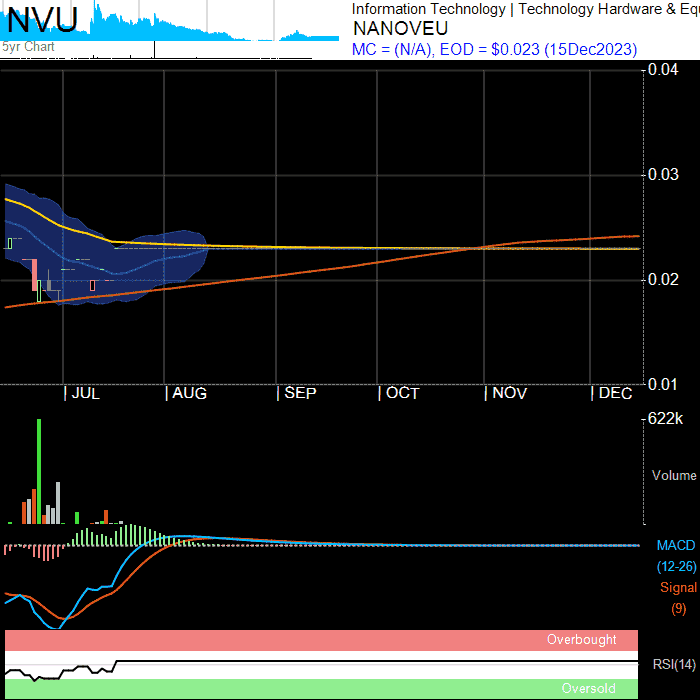 NVU
5yr Chart
Information Technology | Technology Hardware & Equ
NANOVEU
MC = (N/A), EOD = $0.023 (15Dec2023)
0.04
0.03
0.02
0.01
| JUL | AUG | SEP | OCT | NOV | DEC
622k
Volume
MACD
(12-26)
Signal
(9)
Overbought
RSI(14)
Oversold